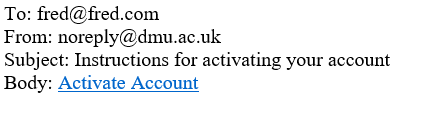 To: fred@fred.com
From: noreply@dmu.ac.uk
Subject: Instructions for activating your account
Body: Activate Account